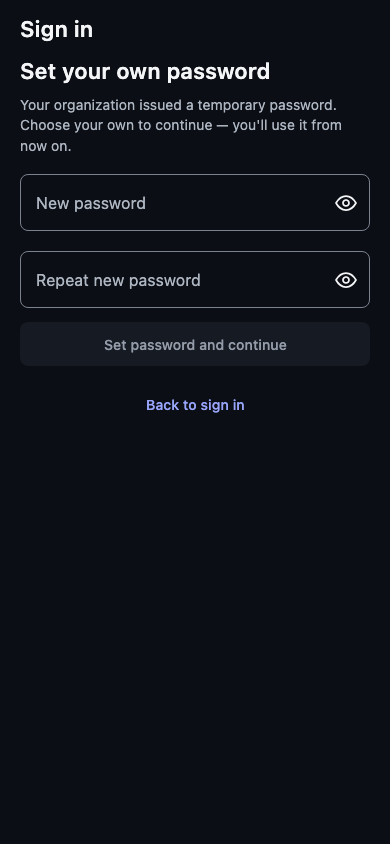 Sign in
Set your own password
Your organization issued a temporary password.
Choose your own to continue — you'll use it from
now on.
New password
Repeat new password
Set password and continue
Back to sign in